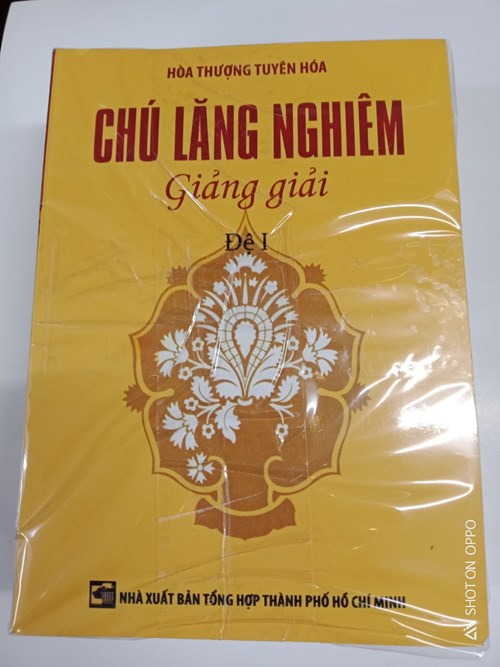 HÒA THƯỢNG TUYÊN HÓA
CHÚ LĂNG NGHIÊM
Giảng giải
Đệ I
NHÀ XUẤT BẢN TỔNG HỢP THÀNH PHỐ HỒ CHÍ MINH
SHOT ON OPPO